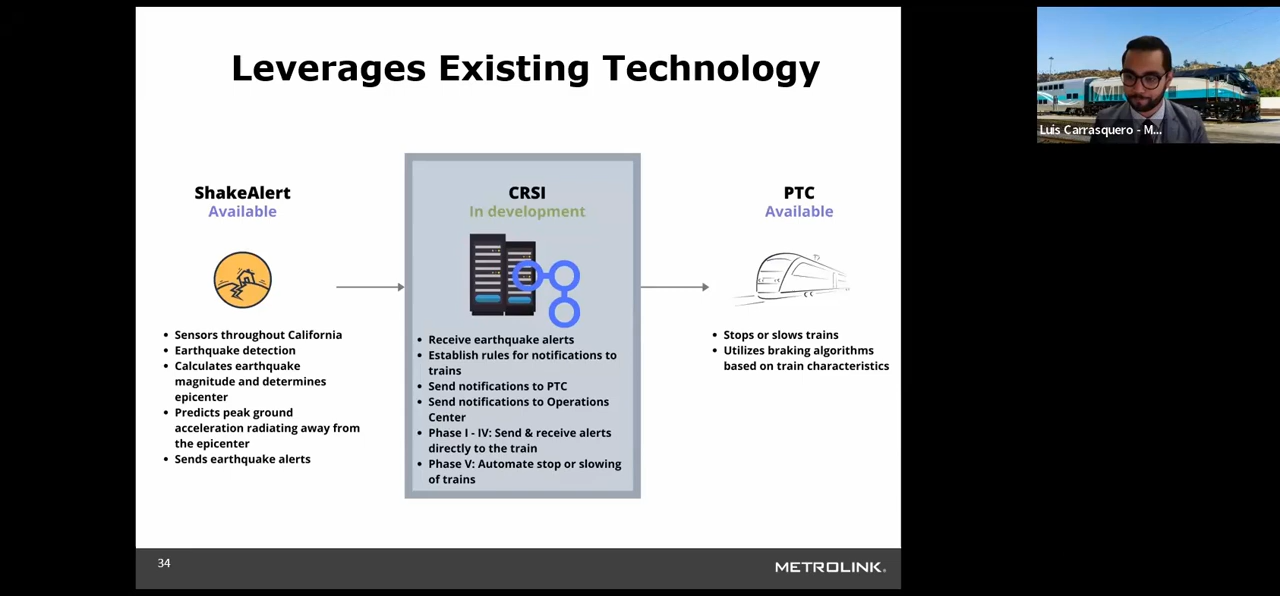 Leverages Existing Technology
ShakeAlert
Available
Sensors throughout California
Earthquake detection
Calculates earthquake
magnitude and determines
epicenter
Predicts peak ground
acceleration radiating away from
the epicenter
Sends earthquake alerts
CRSI
In development
Receive earthquake alerts
Establish rules for notifications to
trains
Send notifications to PTC
Send notifications to Operations
Center
Phase I - IV: Send & receive alerts
directly to the train
Phase V: Automate stop or slowing
of trains
PTC
Available
Stops or slows trains
Utilizes braking algorithms
based on train characteristics
34
METROLINK.
Luis Carrasquero - M...